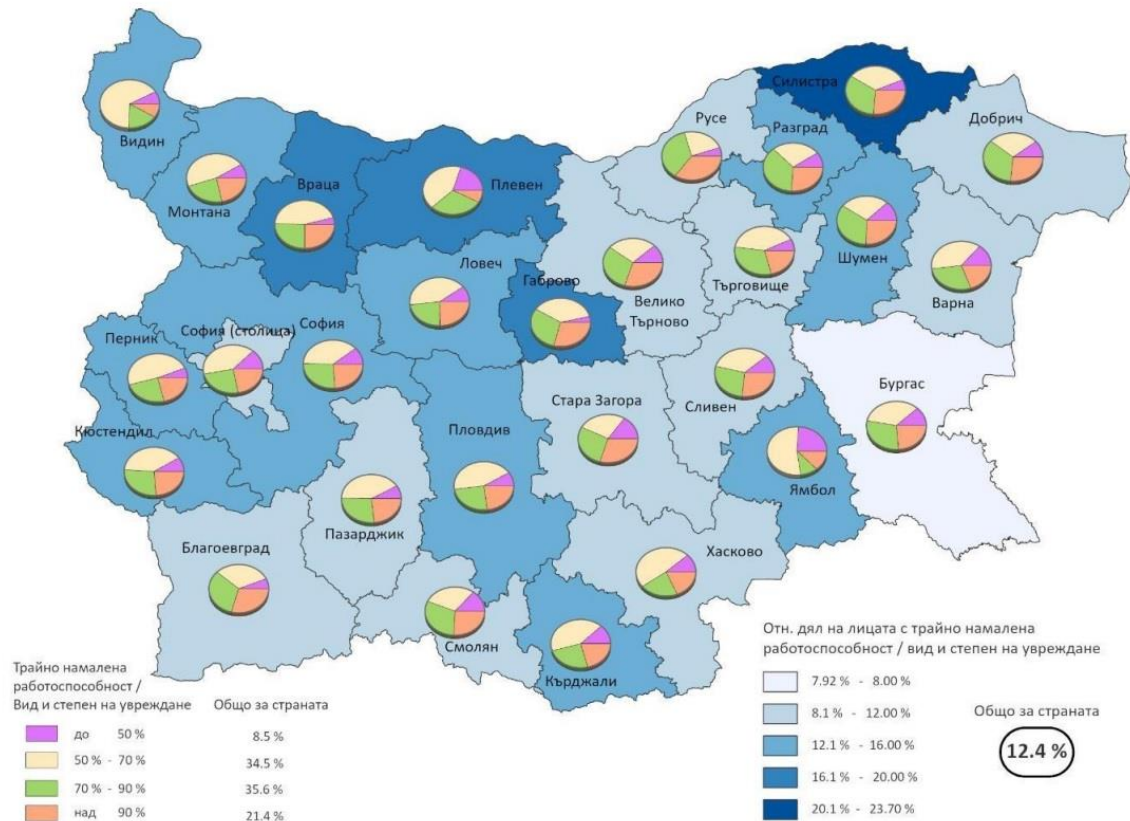 Силистра
Русе
Разград
Добрич
Видин
Монтана
Враца
Плевен
Шумен
Ловеч
Габрово
Велико
Търново
Търговище
Варна
Перник
София (столица)
София
Кюстендил
Пловдив
Стара Загора
Сливен
Бургас
Ямбол
Пазарджик
Благоевград
Хасково
Смолян
Кърджали
Трайно намалена
работоспособност /
Вид и степен на увреждане
Общо за страната
до 50 % 8.5 %
50 % - 70 % 34.5 %
70 % - 90 % 35.6 %
над 90 % 21.4 %
Отн. дял на лицата с трайно намалена
работоспособност / вид и степен на увреждане
7.92 % - 8.00 %
8.1 % - 12.00 %
12.1 % - 16.00 %
16.1 % - 20.00 %
20.1 % - 23.70 %
Общо за страната
12.4 %